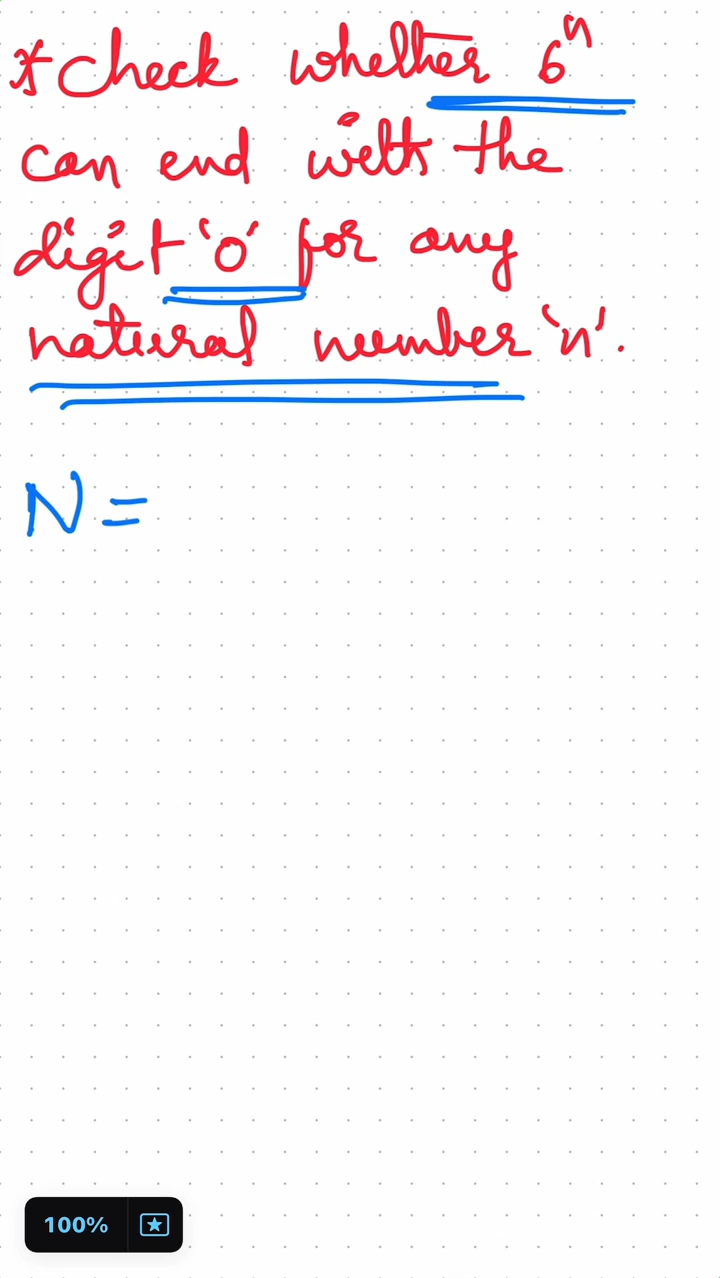 * Check whether 6ⁿ
can end with the
digit '0' for any
natural number 'n'.
N =
100%